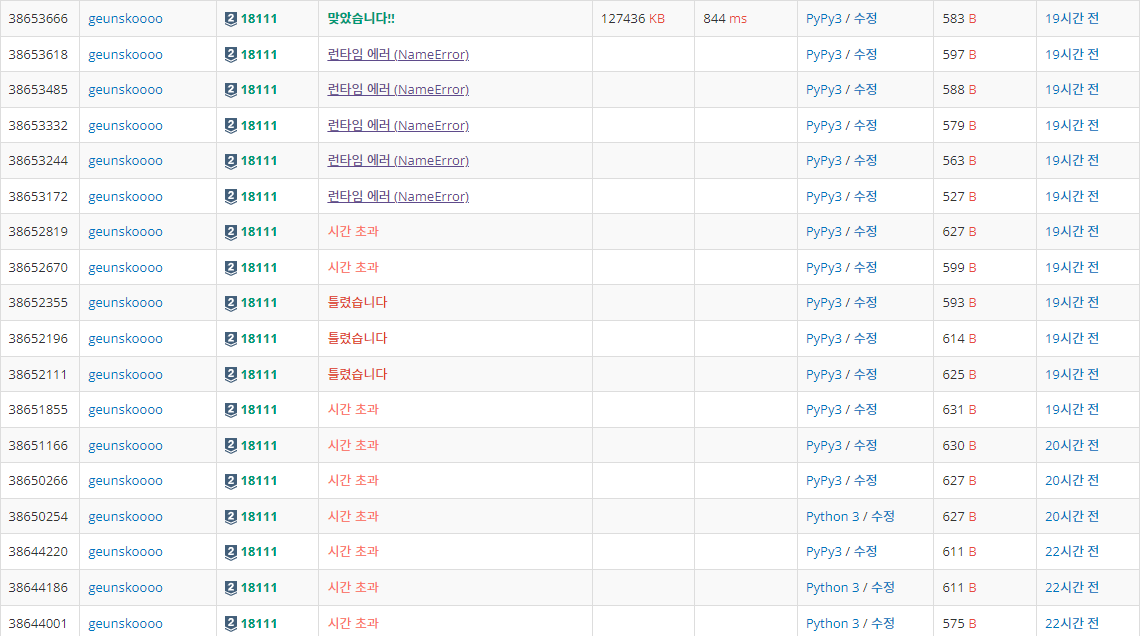 38653666 geunskoooo 2 18111 맞았습니다!! 127436 KB 844 ms PyPy3 / 수정 583 B 19시간 전
38653618 geunskoooo 2 18111 런타임 에러 (NameError) PyPy3 / 수정 597 B 19시간 전
38653485 geunskoooo 2 18111 런타임 에러 (NameError) PyPy3 / 수정 588 B 19시간 전
38653332 geunskoooo 2 18111 런타임 에러 (NameError) PyPy3 / 수정 579 B 19시간 전
38653244 geunskoooo 2 18111 런타임 에러 (NameError) PyPy3 / 수정 563 B 19시간 전
38653172 geunskoooo 2 18111 런타임 에러 (NameError) PyPy3 / 수정 527 B 19시간 전
38652819 geunskoooo 2 18111 시간 초과 PyPy3 / 수정 627 B 19시간 전
38652670 geunskoooo 2 18111 시간 초과 PyPy3 / 수정 599 B 19시간 전
38652355 geunskoooo 2 18111 틀렸습니다 PyPy3 / 수정 593 B 19시간 전
38652196 geunskoooo 2 18111 틀렸습니다 PyPy3 / 수정 614 B 19시간 전
38652111 geunskoooo 2 18111 틀렸습니다 PyPy3 / 수정 625 B 19시간 전
38651855 geunskoooo 2 18111 시간 초과 PyPy3 / 수정 631 B 19시간 전
38651166 geunskoooo 2 18111 시간 초과 PyPy3 / 수정 630 B 20시간 전
38650266 geunskoooo 2 18111 시간 초과 PyPy3 / 수정 627 B 20시간 전
38650254 geunskoooo 2 18111 시간 초과 Python 3 / 수정 627 B 20시간 전
38644220 geunskoooo 2 18111 시간 초과 PyPy3 / 수정 611 B 22시간 전
38644186 geunskoooo 2 18111 시간 초과 Python 3 / 수정 611 B 22시간 전
38644001 geunskoooo 2 18111 시간 초과 Python 3 / 수정 575 B 22시간 전